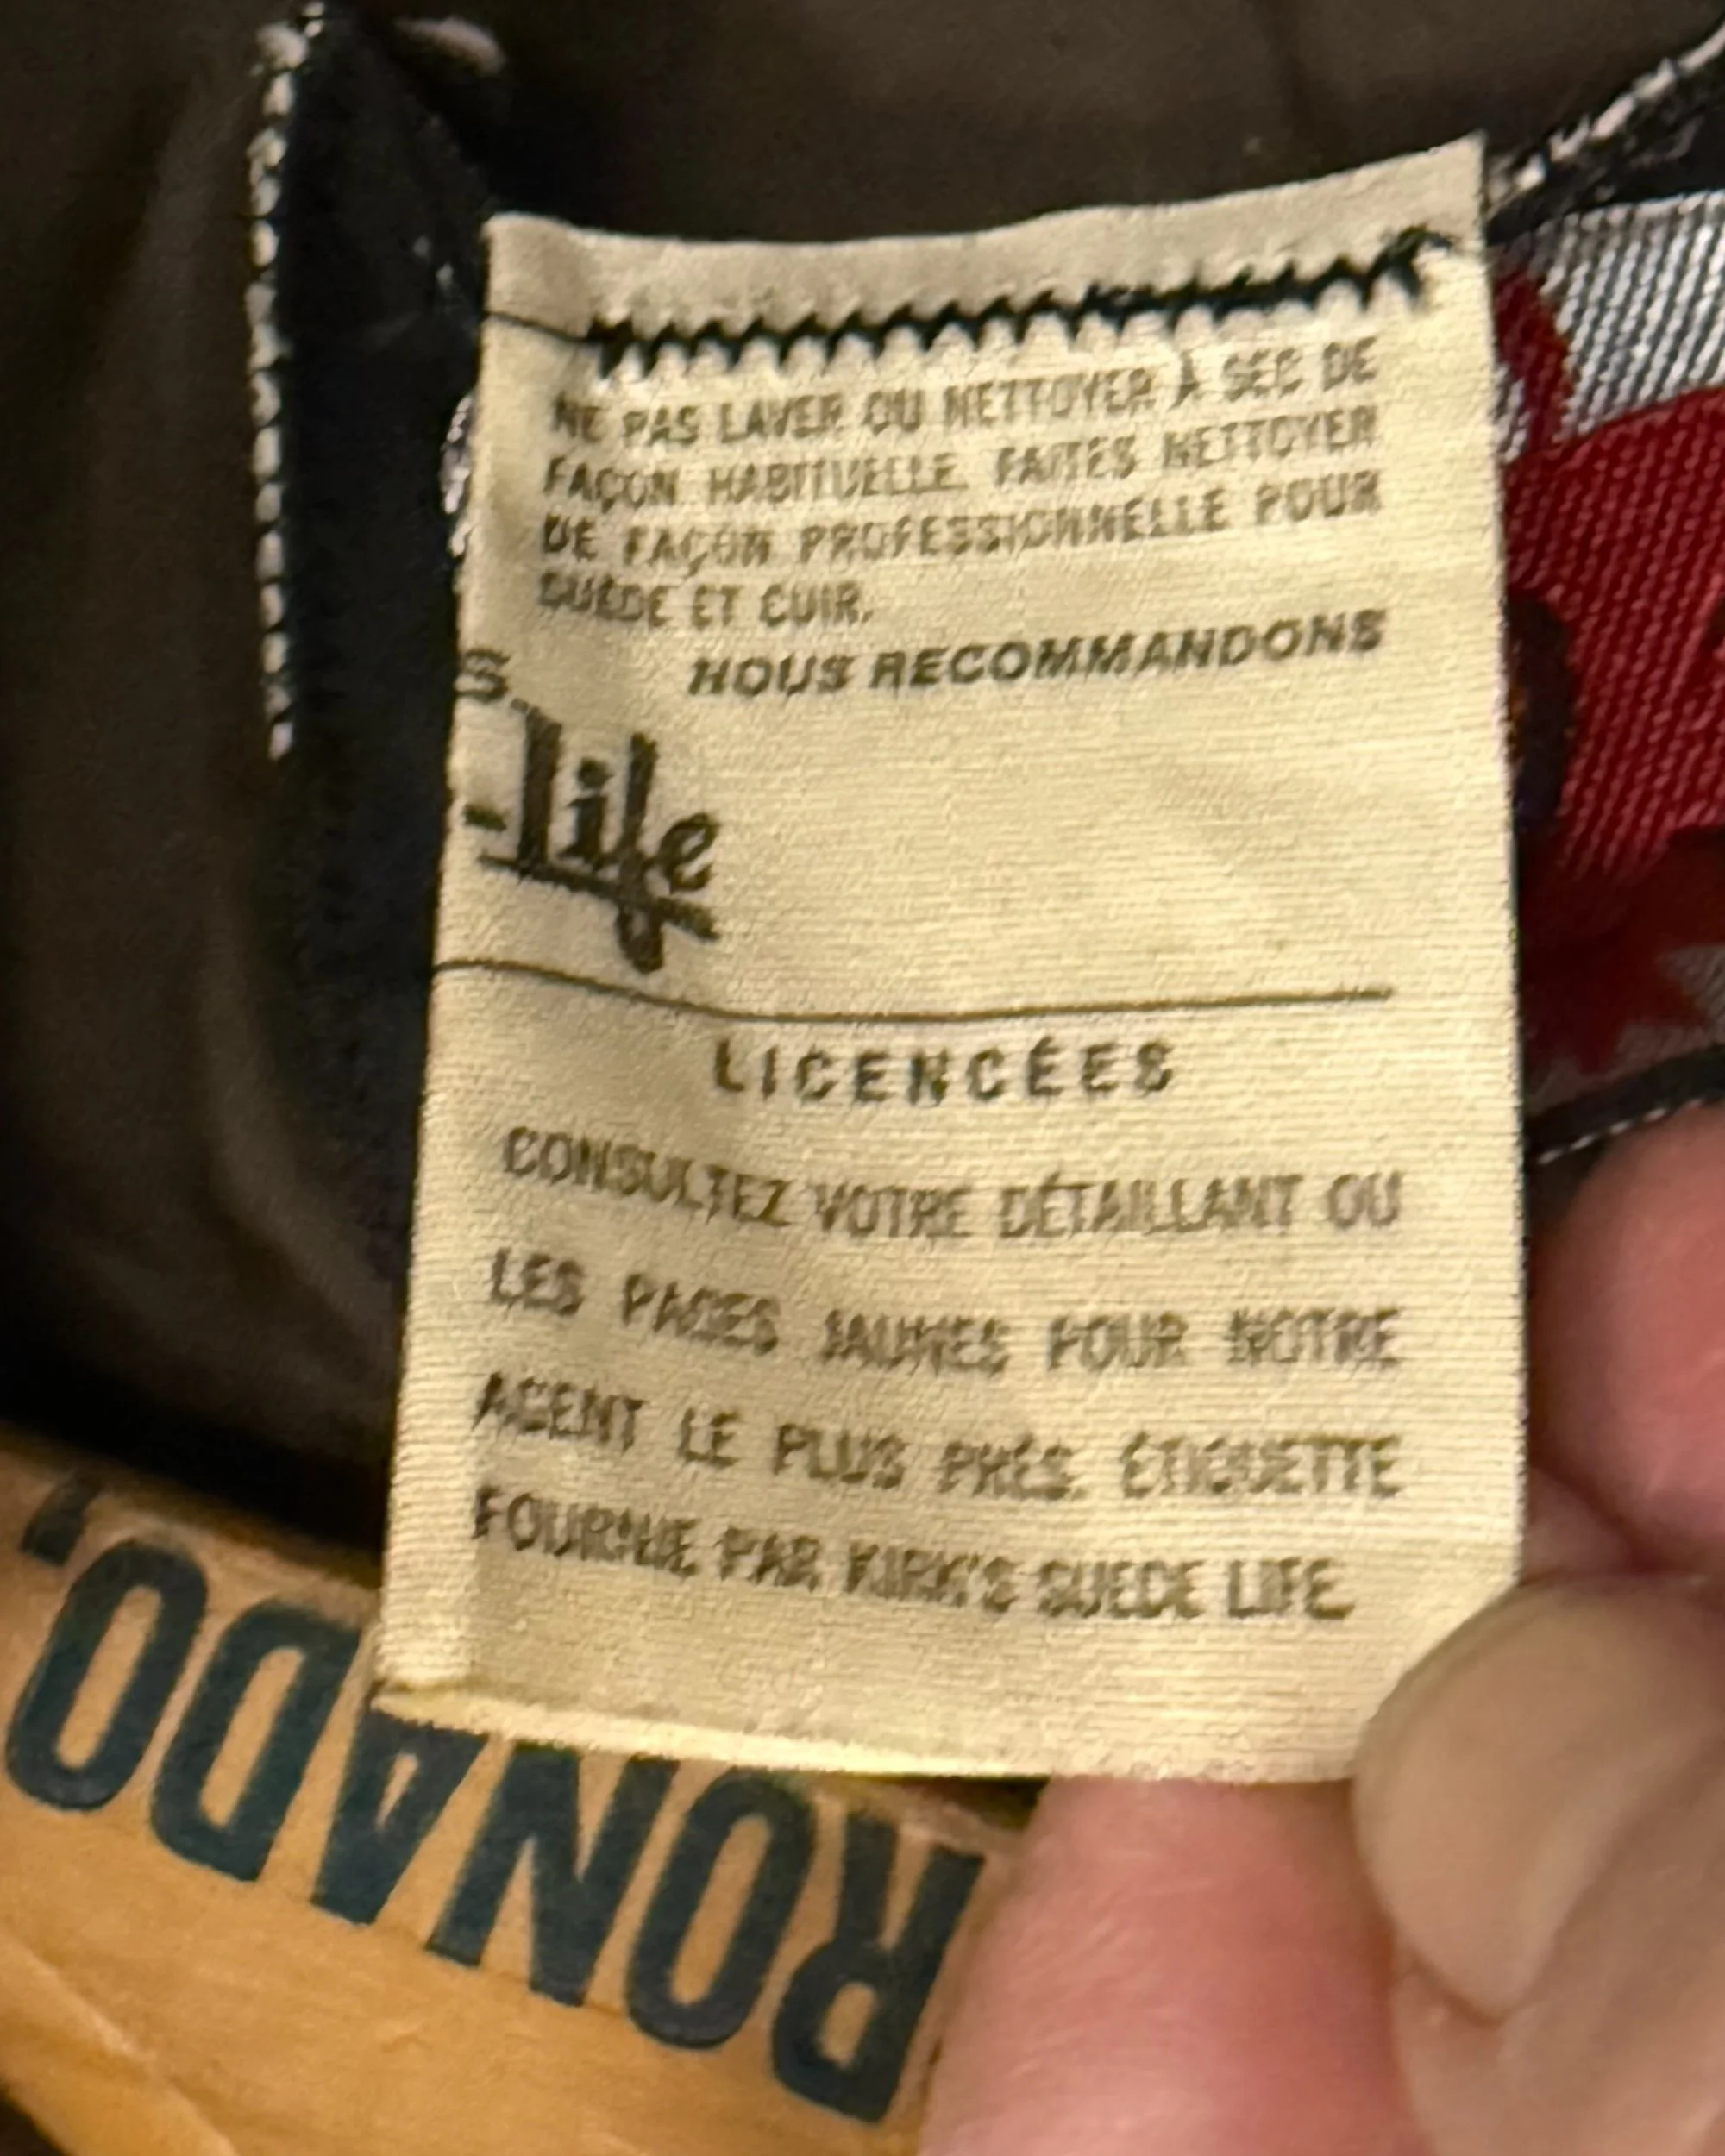 NE PAS LAVER OU NETTOYER À SEC DE
FAÇON HABITUELLE. FAITES NETTOYER
DE FAÇON PROFESSIONNELLE POUR
SUÈDE ET CUIR.
NOUS RECOMMANDONS
S
-Life
LICENCÉES
CONSULTEZ VOTRE DÉTAILLANT OU
LES PAGES JAUNES POUR NOTRE
AGENT LE PLUS PRÉS. ÉTIQUETTE
FOURNIE PAR KIRK'S SUEDE LIFE.
RONADO,